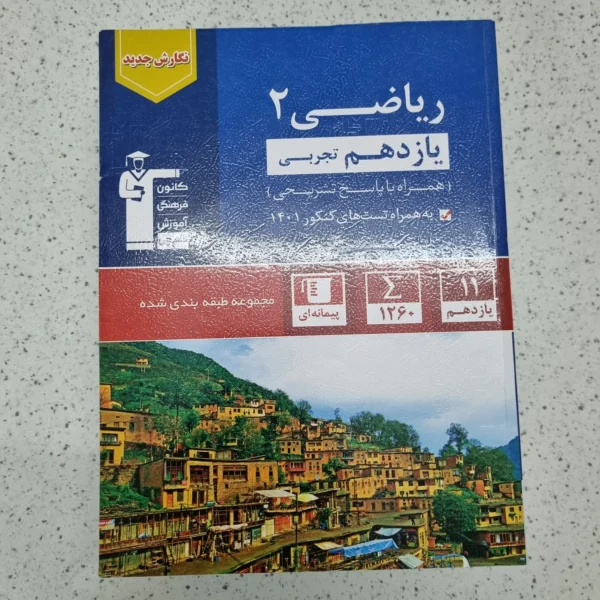 نگارش جدید
ریاضی ۲
یازدهم تجربی
(همراه با پاسخ تشریحی)
به همراه تست‌های کنکور ۱۴۰۱
کانون
فرهنگی
آموزش
مجموعه طبقه بندی شده
پیمانه‌ای
Σ
۱۲۶۰
۱۱
یازدهم